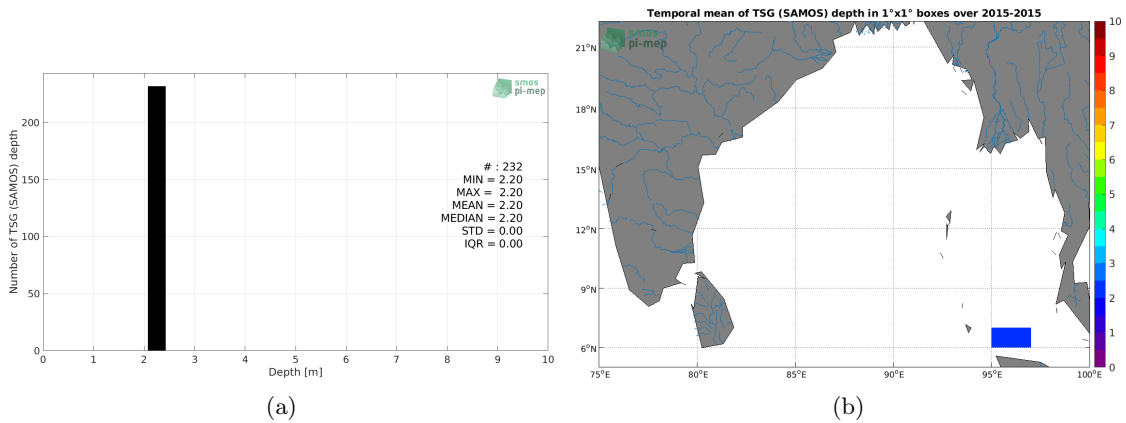 smos
pi-mep
Number of TSG (SAMOS) depth
200
150
100
50
0
# : 232
MIN = 2.20
MAX = 2.20
MEAN = 2.20
MEDIAN = 2.20
STD = 0.00
IQR = 0.00
0 1 2 3 4 5 6 7 8 9 10
Depth [m]
(a)
Temporal mean of TSG (SAMOS) depth in 1°x1° boxes over 2015-2015
smos
pi-mep
21°N
18°N
15°N
12°N
9°N
6°N
75°E 80°E 85°E 90°E 95°E 100°E
10
9
8
7
6
5
4
3
2
1
0
(b)